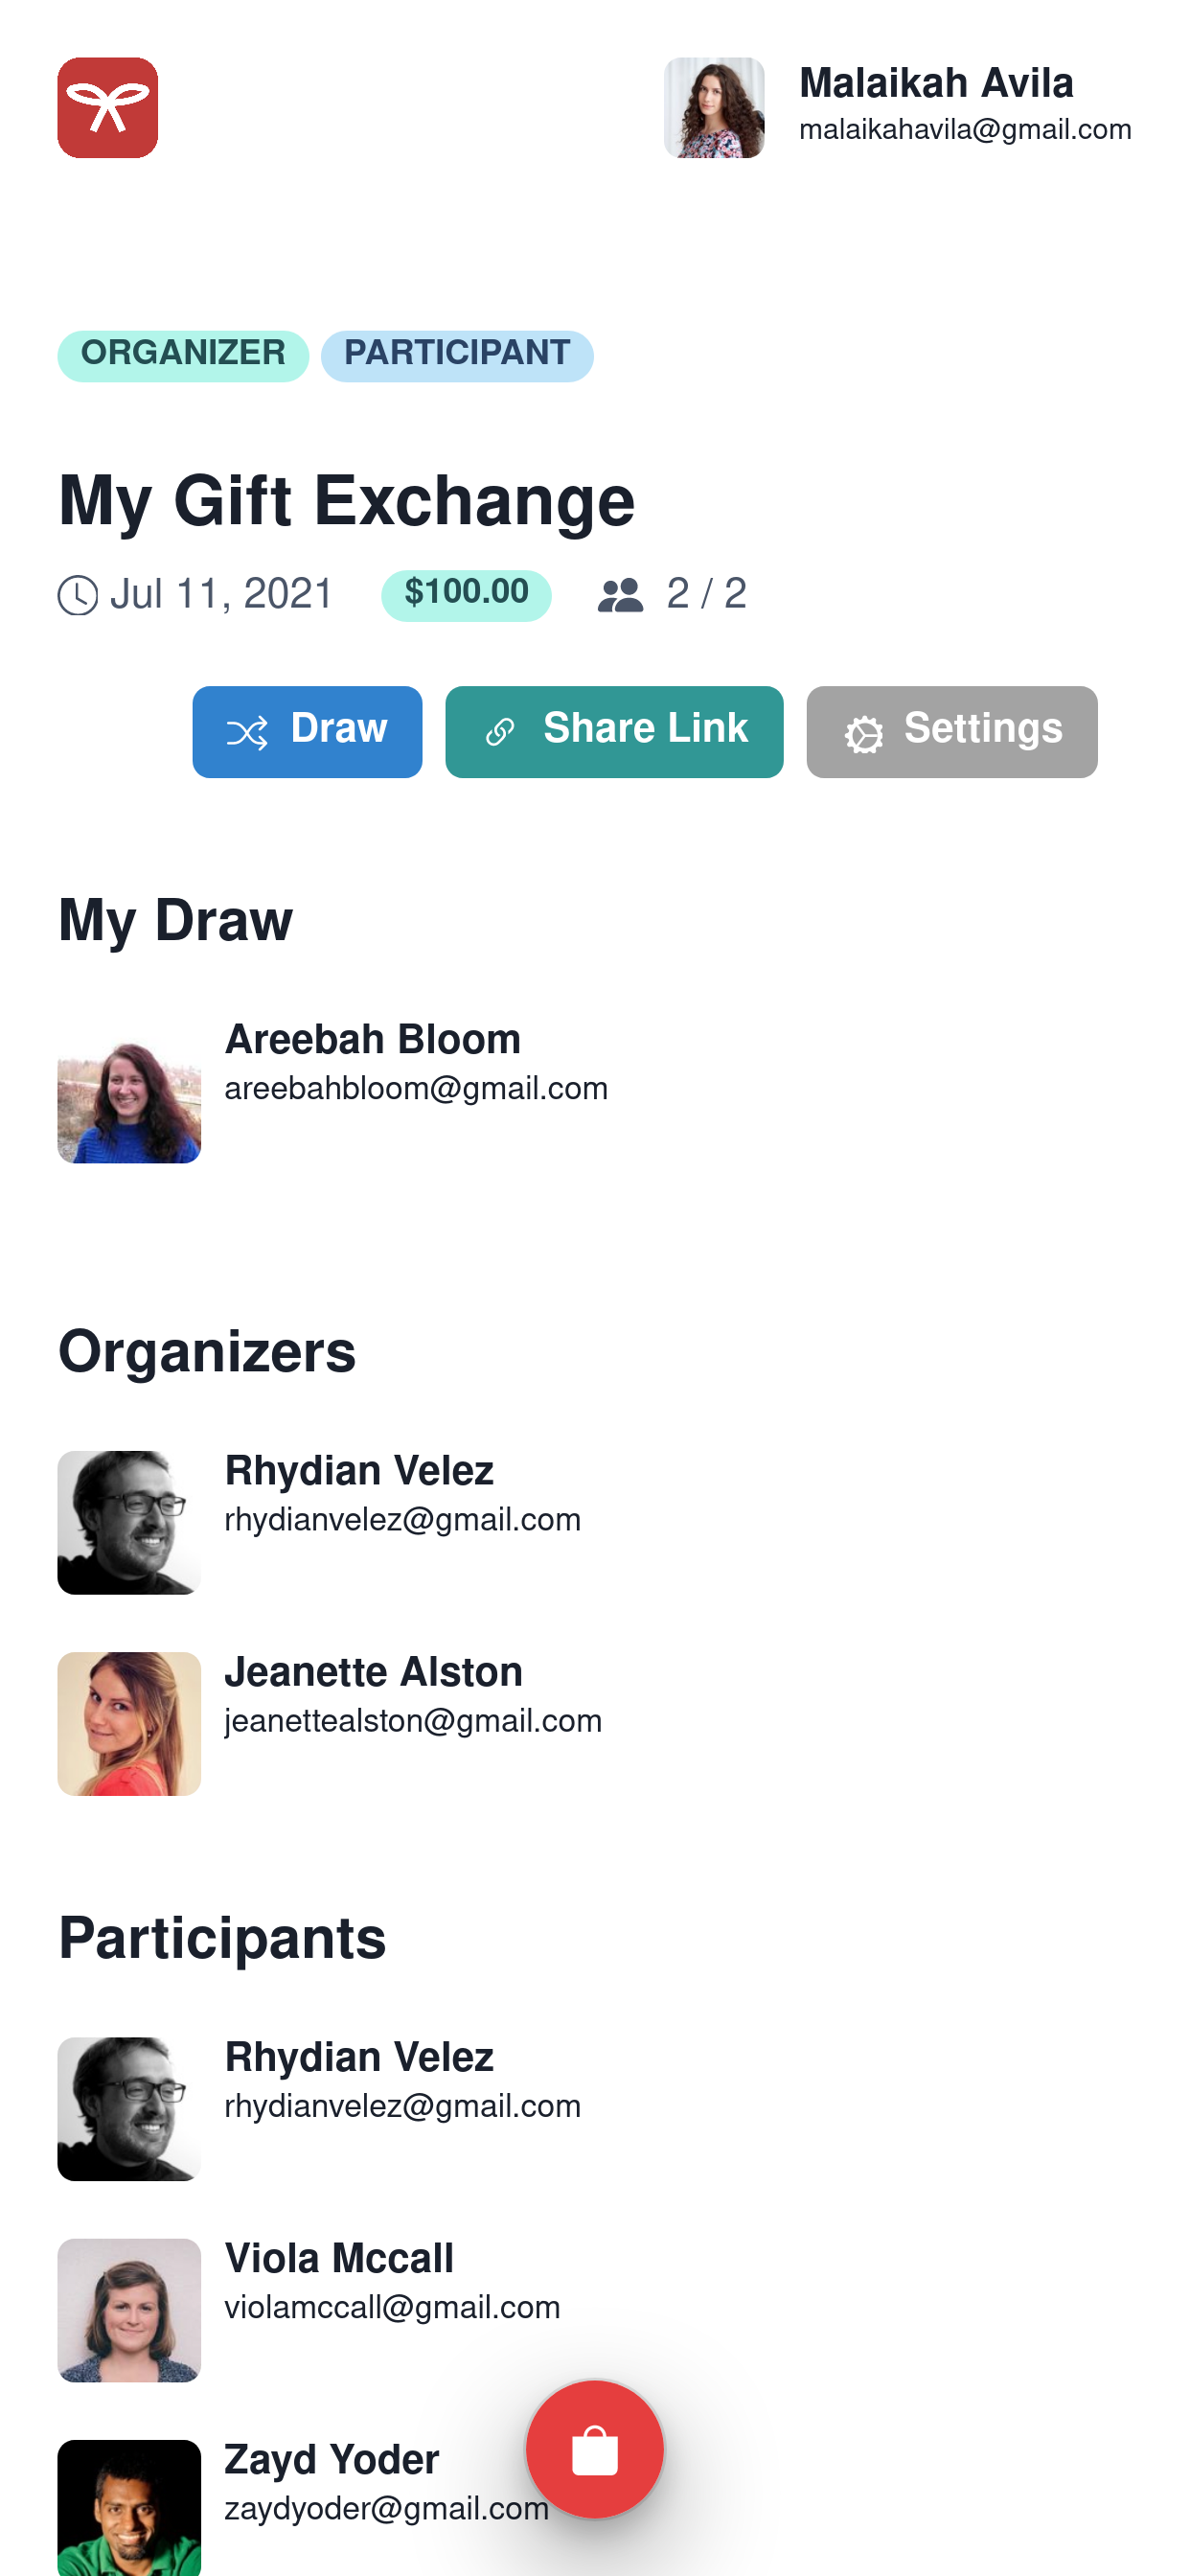 Malaikah Avila
malaikahavila@gmail.com
ORGANIZER PARTICIPANT
My Gift Exchange
Jul 11, 2021 $100.00 2 / 2
Draw Share Link Settings
My Draw
Areebah Bloom
areebahbloom@gmail.com
Organizers
Rhydian Velez
rhydianvelez@gmail.com
Jeanette Alston
jeanettealston@gmail.com
Participants
Rhydian Velez
rhydianvelez@gmail.com
Viola Mccall
violamccall@gmail.com
Zayd Yoder
zaydyoder@gmail.com